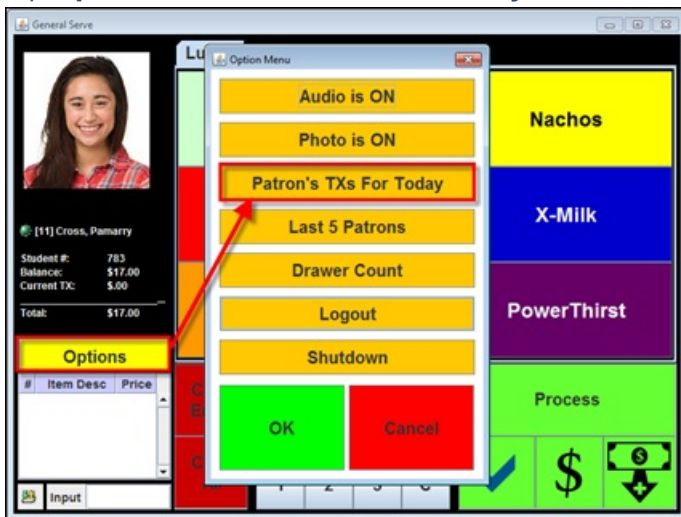 General Serve
Lu
Option Menu
Audio is ON
Photo is ON
Patron's TXs For Today
Last 5 Patrons
Drawer Count
Logout
Shutdown
OK
Cancel
Nachos
X-Milk
PowerThirst
Process
$
[11] Cross, Pamarry
Student #: 783
Balance: $17.00
Current TX: $.00
Total: $17.00
Options
# Item Desc Price
Input